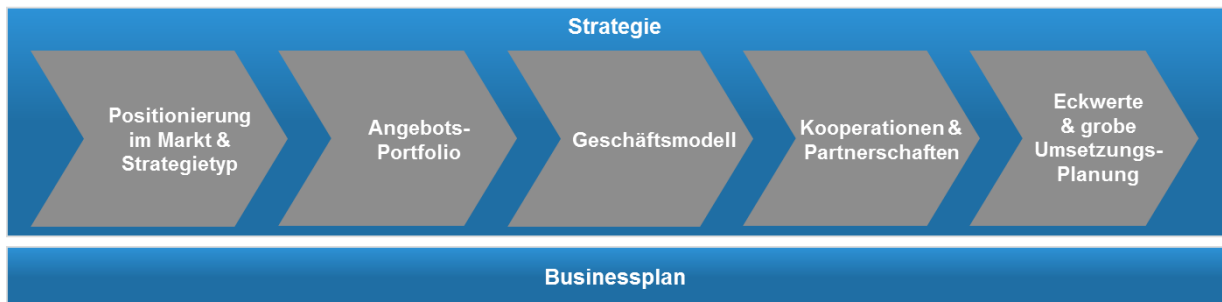 Strategie
Positionierung
im Markt &
Strategietyp
Angebots-
Portfolio
Geschäftsmodell
Kooperationen &
Partnerschaften
Eckwerte
& grobe
Umsetzungs-
Planung
Businessplan